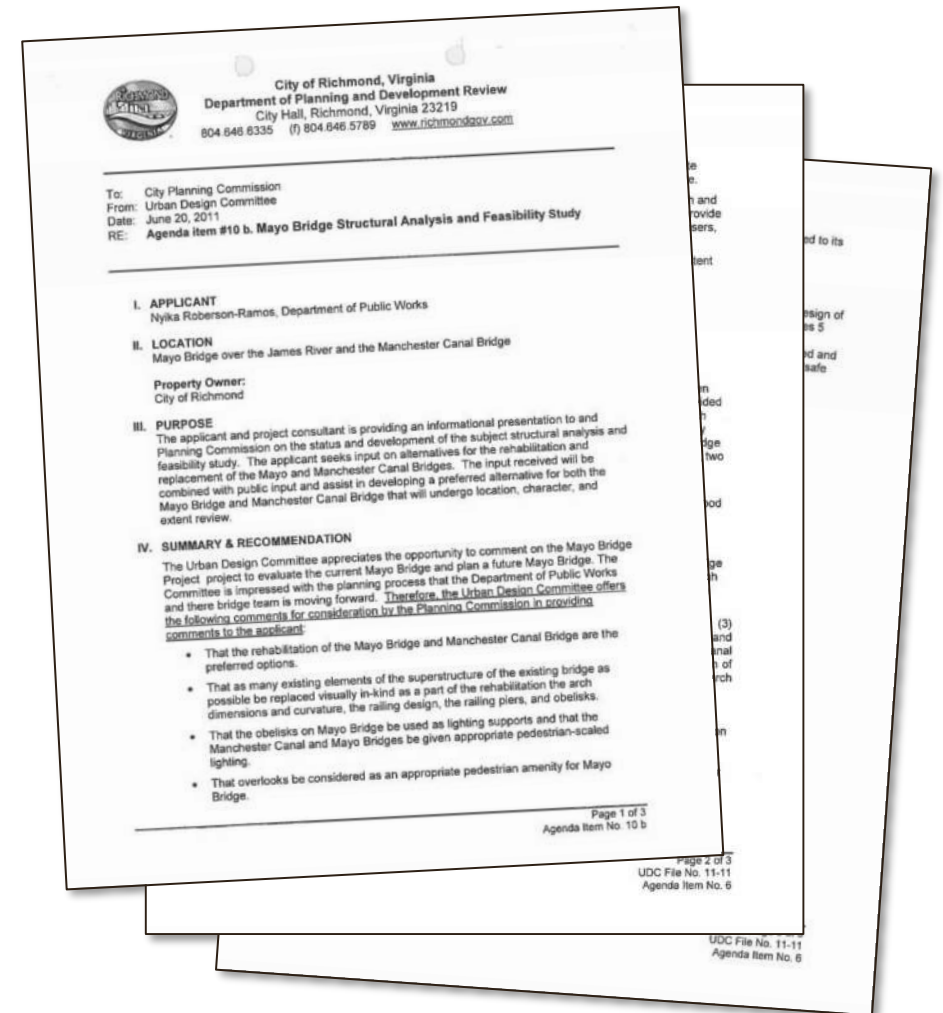 City of Richmond, Virginia
Department of Planning and Development Review
City Hall, Richmond, Virginia 23219
804.646.6335 (f) 804.646.5789 www.richmondgov.com
To: City Planning Commission
From: Urban Design Committee
Date: June 20, 2011
RE: Agenda item #10 b. Mayo Bridge Structural Analysis and Feasibility Study
I. APPLICANT
Nyika Roberson-Ramos, Department of Public Works
II. LOCATION
Mayo Bridge over the James River and the Manchester Canal Bridge
Property Owner:
City of Richmond
III. PURPOSE
The applicant and project consultant is providing an informational presentation to and
Planning Commission on the status and development of the subject structural analysis and
feasibility study. The applicant seeks input on alternatives for the rehabilitation and
replacement of the Mayo and Manchester Canal Bridges. The input received will be
combined with public input and assist in developing a preferred alternative for both the
Mayo Bridge and Manchester Canal Bridge that will undergo location, character, and
extent review.
IV. SUMMARY & RECOMMENDATION
The Urban Design Committee appreciates the opportunity to comment on the Mayo Bridge
Project project to evaluate the current Mayo Bridge and plan a future Mayo Bridge. The
Committee is impressed with the planning process that the Department of Public Works
and there bridge team is moving forward. Therefore, the Urban Design Committee offers
the following comments for consideration by the Planning Commission in providing
comments to the applicant:
• That the rehabilitation of the Mayo Bridge and Manchester Canal Bridge are the
preferred options.
• That as many existing elements of the superstructure of the existing bridge as
possible be replaced visually in-kind as a part of the rehabilitation the arch
dimensions and curvature, the railing design, the railing piers, and obelisks.
• That the obelisks on Mayo Bridge be used as lighting supports and that the
Manchester Canal and Mayo Bridges be given appropriate pedestrian-scaled
lighting.
• That overlooks be considered as an appropriate pedestrian amenity for Mayo
Bridge.
Page 1 of 3
Agenda Item No. 10 b
and
two
(3)
and
of
Page 2 of 3
UDC File No. 11-11
Agenda Item No. 6
to its
of
5
and
safe
UDC File No. 11-11
Agenda Item No. 6